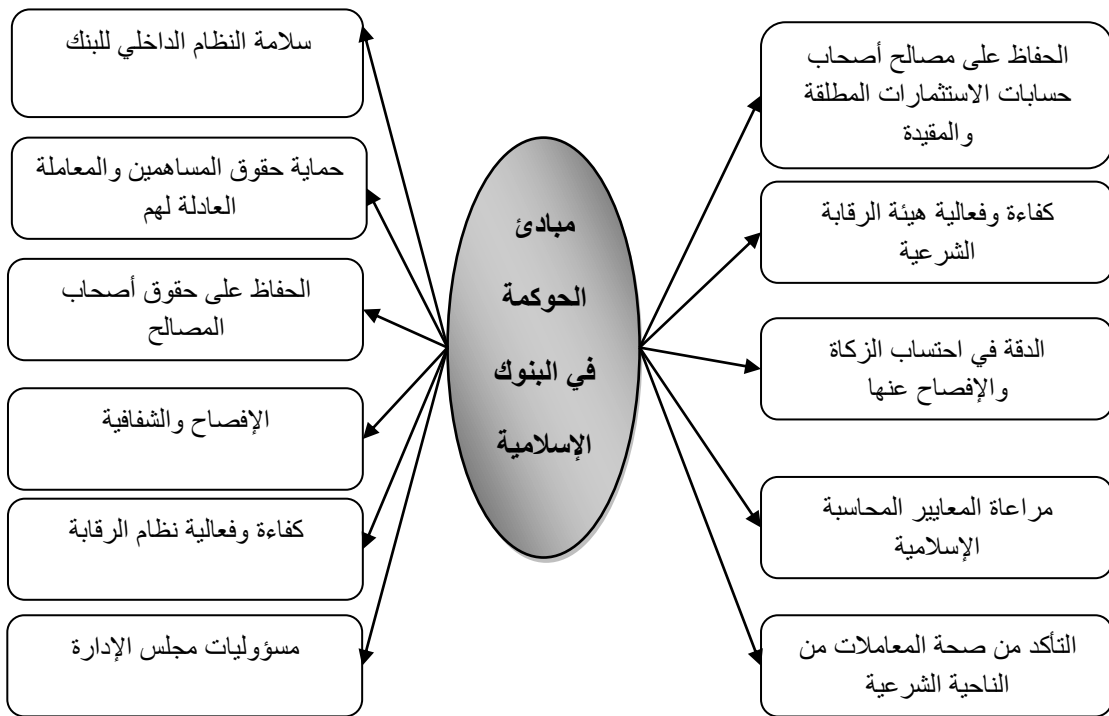 الحفاظ على مصالح أصحاب
حسابات الاستثمارات المطلقة
والمقيدة
كفاءة وفعالية هيئة الرقابة
الشرعية
الدقة في احتساب الزكاة
والإفصاح عنها
مراعاة المعايير المحاسبة
الإسلامية
التأكد من صحة المعاملات من
الناحية الشرعية
مبادئ
الحوكمة
في البنوك
الإسلامية
سلامة النظام الداخلي للبنك
حماية حقوق المساهمين والمعاملة
العادلة لهم
الحفاظ على حقوق أصحاب
المصالح
الإفصاح والشفافية
كفاءة وفعالية نظام الرقابة
مسؤوليات مجلس الإدارة